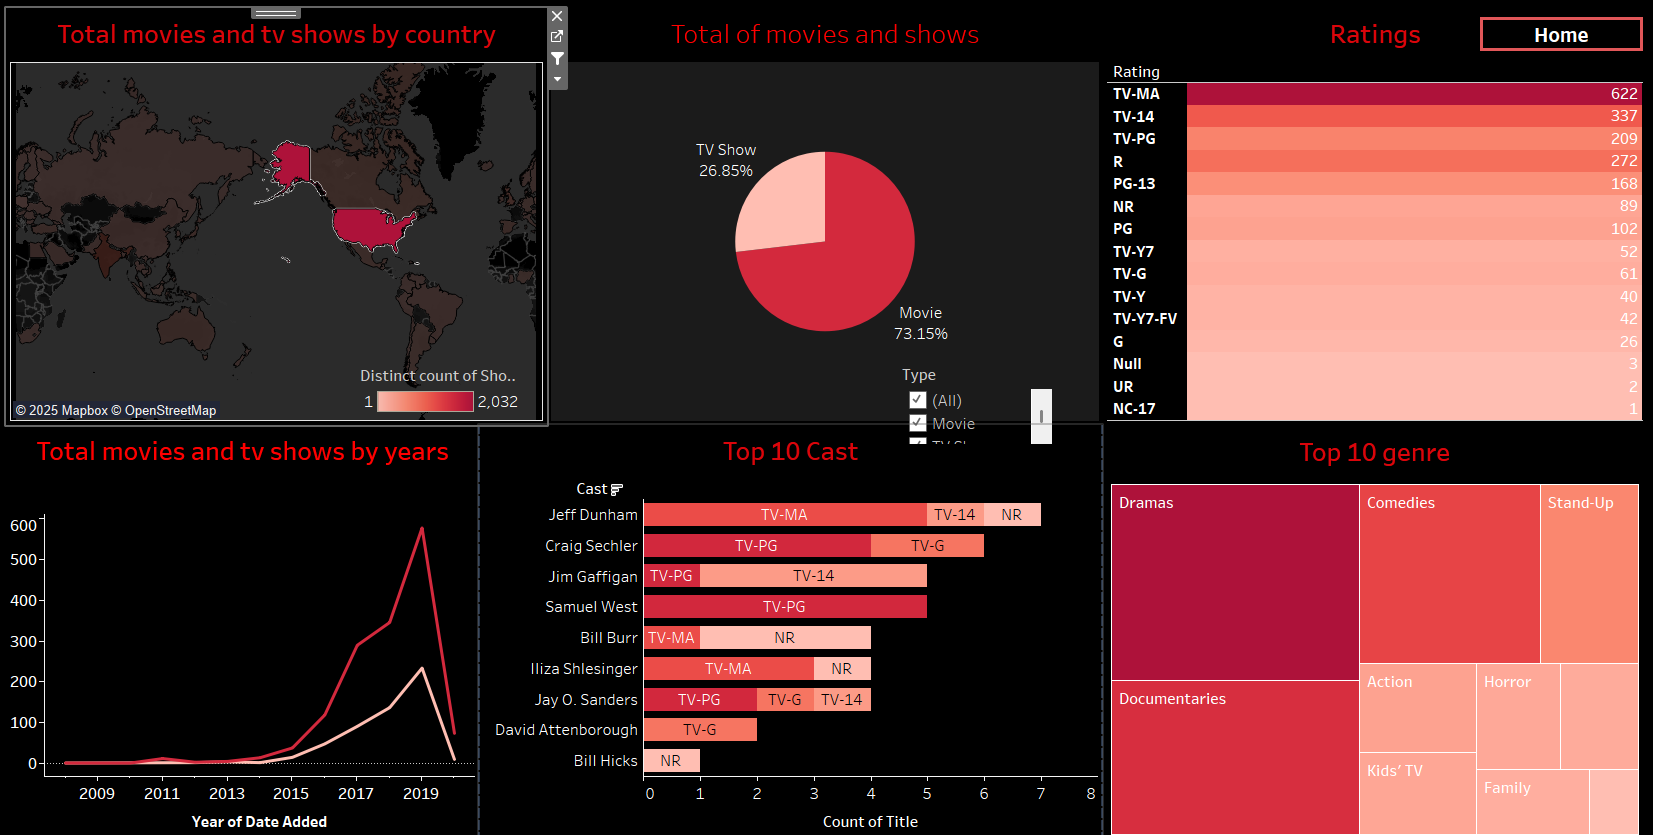 Total movies and tv shows by country
Distinct count of Sho..
1 2,032
© 2025 Mapbox © OpenStreetMap
Total of movies and shows
TV Show
26.85%
Movie
73.15%
Type
(All)
Movie
Ratings
Home
Rating
TV-MA 622
TV-14 337
TV-PG 209
R 272
PG-13 168
NR 89
PG 102
TV-Y7 52
TV-G 61
TV-Y 40
TV-Y7-FV 42
G 26
Null 3
UR 2
NC-17 1
Total movies and tv shows by years
600
500
400
300
200
100
0
2009 2011 2013 2015 2017 2019
Year of Date Added
Top 10 Cast
Cast
Jeff Dunham TV-MA TV-14 NR
Craig Sechler TV-PG TV-G
Jim Gaffigan TV-PG TV-14
Samuel West TV-PG
Bill Burr TV-MA NR
Iliza Shlesinger TV-MA NR
Jay O. Sanders TV-PG TV-G TV-14
David Attenborough TV-G
Bill Hicks NR
0 1 2 3 4 5 6 7 8
Count of Title
Top 10 genre
Dramas
Comedies
Stand-Up
Documentaries
Action
Horror
Kids' TV
Family